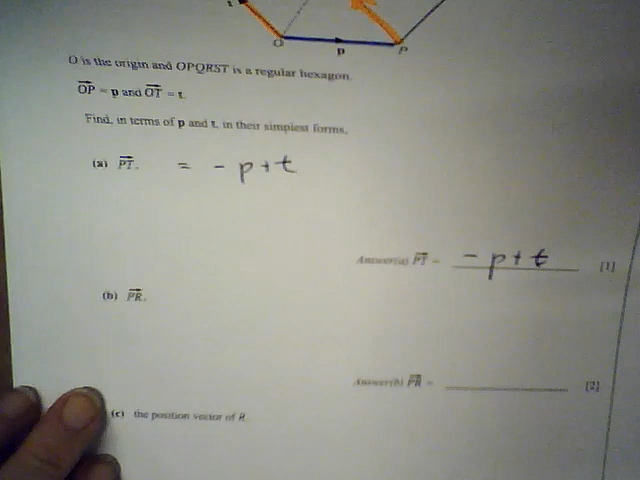 t
O
p
P
O is the origin and OPQRST is a regular hexagon.
OP = p and OT = t.
Find, in terms of p and t, in their simplest forms,
(a) PT, = - p + t
Answer(a) PT = - p + t [1]
(b) PR,
Answer(b) PR = [2]
(c) the position vector of R.